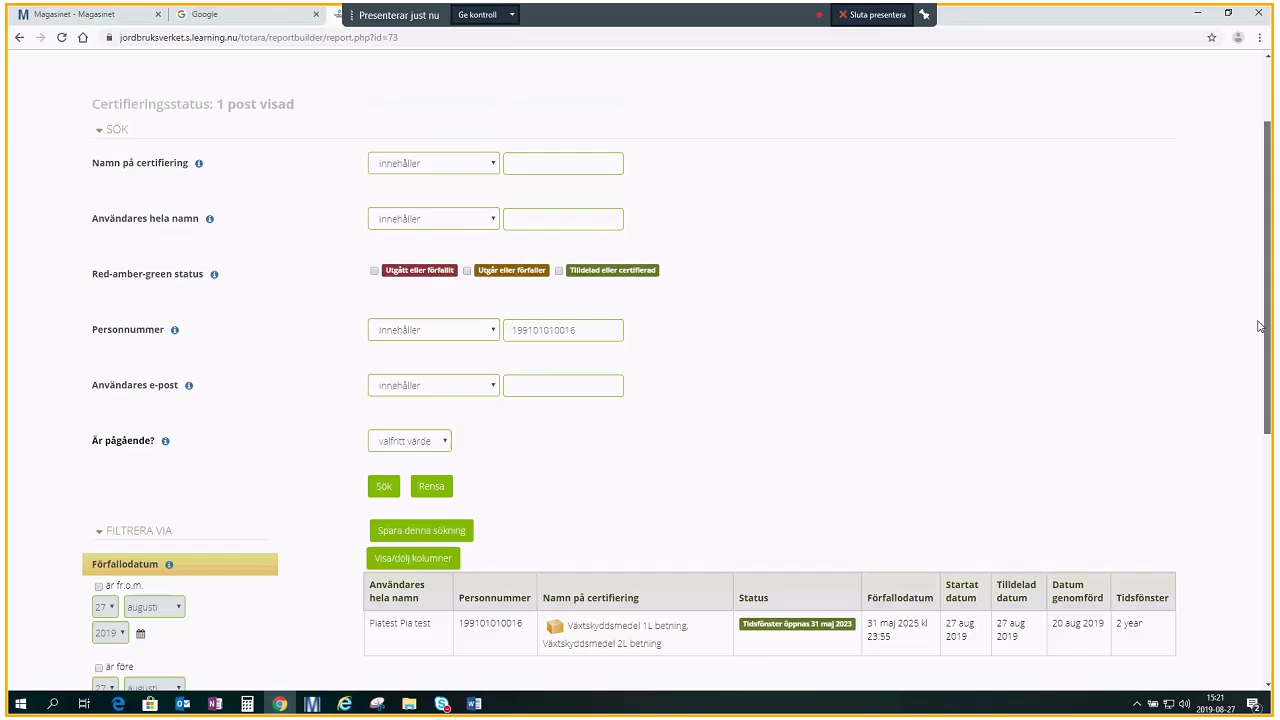 Magasinet - Magasinet
Google
Presenterar just nu
Ge kontroll
Sluta presentera
jordbruksverket.s.learning.nu/totara/reportbuilder/report.php?id=73
Certifieringsstatus: 1 post visad
SÖK
Namn på certifiering
innehåller
Användares hela namn
innehåller
Red-amber-green status
Utgått eller förfallit
Utgår eller förfaller
Tilldelad eller certifierad
Personnummer
innehåller
199101010016
Användares e-post
innehåller
Är pågående?
valfritt värde
Sök
Rensa
FILTRERA VIA
Spara denna sökning
Visa/dölj kolumner
Förfallodatum
är fr.o.m.
27
augusti
2019
är före
27
augusti
Användares
hela namn
Personnummer
Namn på certifiering
Status
Förfallodatum
Startat
datum
Tilldelad
datum
Datum
genomförd
Tidsfönster
Piatest Pia test
199101010016
Växtskyddsmedel 1L betning,
Växtskyddsmedel 2L betning
Tidsfönster öppnas 31 maj 2023
31 maj 2025 kl
23:55
27 aug
2019
27 aug
2019
20 aug 2019
2 year
15:21
2019-08-27
2